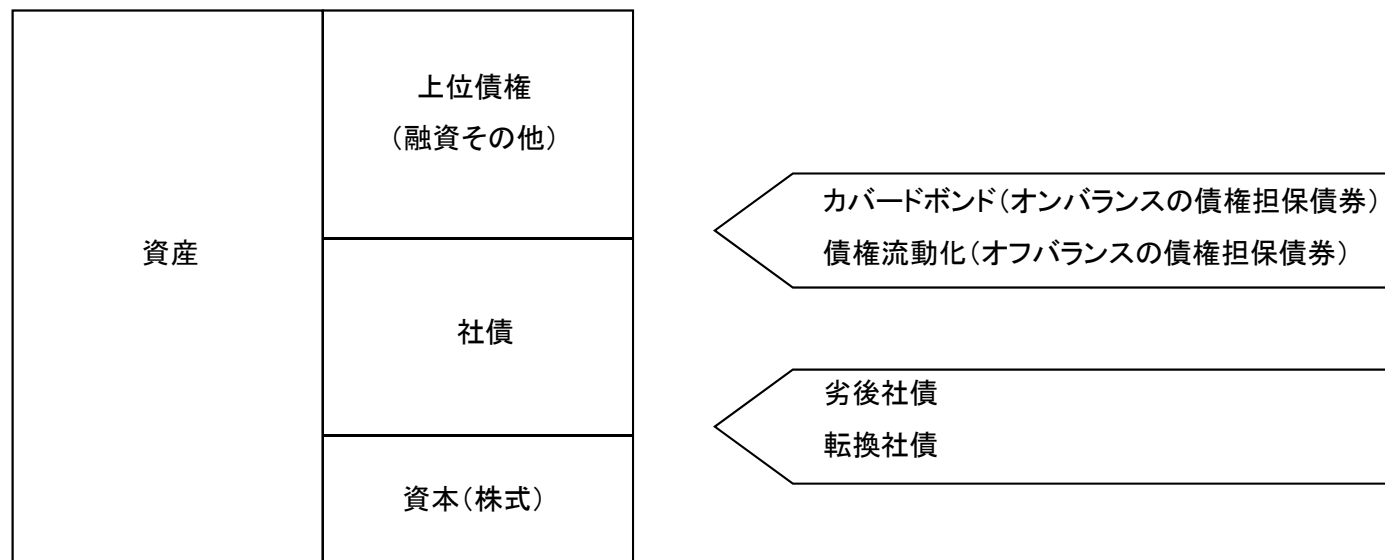 資産
上位債権
（融資その他）
社債
資本（株式）
カバードボンド（オンバランスの債権担保債券）
債権流動化（オフバランスの債権担保債券）
劣後社債
転換社債